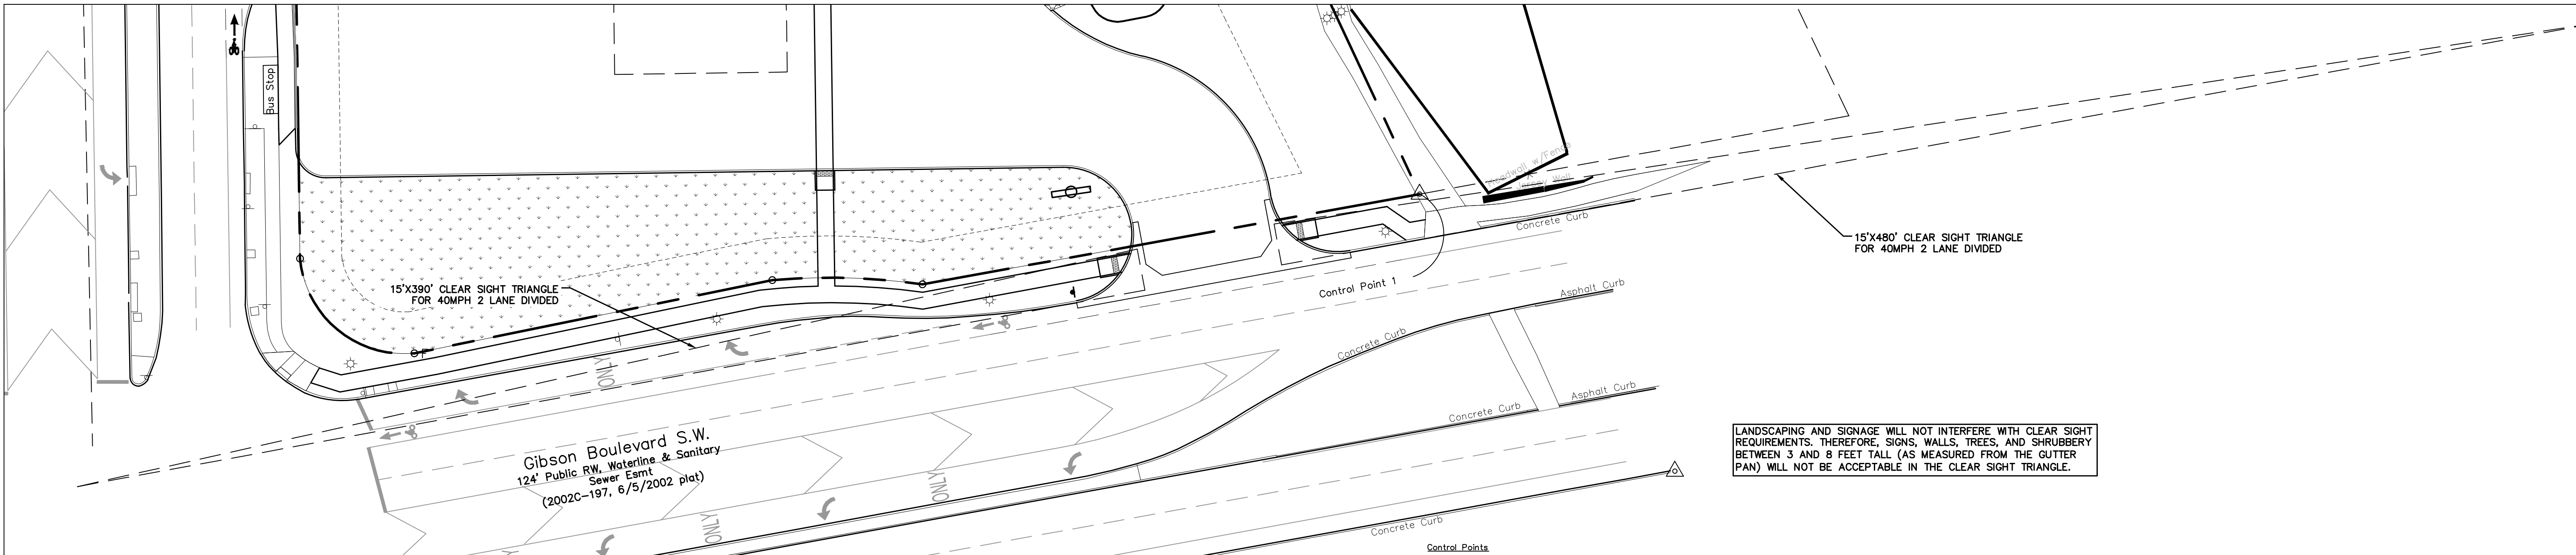 Bus Stop
Headwall w/Fence
Jersey Wall
Concrete Curb
15'X480' CLEAR SIGHT TRIANGLE
FOR 40MPH 2 LANE DIVIDED
15'X390' CLEAR SIGHT TRIANGLE
FOR 40MPH 2 LANE DIVIDED
Control Point 1
Asphalt Curb
Concrete Curb
ONLY
Asphalt Curb
Concrete Curb
Gibson Boulevard S.W.
124' Public RW, Waterline & Sanitary
Sewer Esmt
(2002C-197, 6/5/2002 plat)
LANDSCAPING AND SIGNAGE WILL NOT INTERFERE WITH CLEAR SIGHT
REQUIREMENTS. THEREFORE, SIGNS, WALLS, TREES, AND SHRUBBERY
BETWEEN 3 AND 8 FEET TALL (AS MEASURED FROM THE GUTTER
PAN) WILL NOT BE ACCEPTABLE IN THE CLEAR SIGHT TRIANGLE.
ONLY
ONLY
Concrete Curb
Control Points